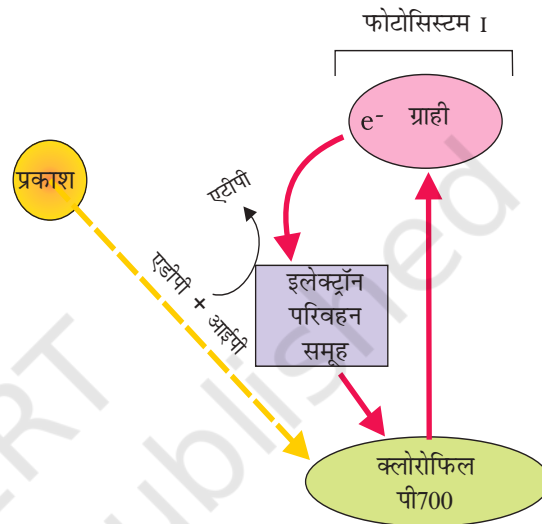 फोटोसिस्टम I
e- ग्राही
प्रकाश
एटीपी
एडीपी + आईपी
इलेक्ट्रॉन
परिवहन
समूह
क्लोरोफिल
पी700